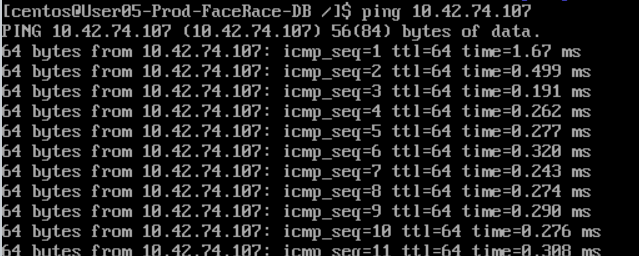 [centos@User05-Prod-FaceRace-DB /]$ ping 10.42.74.107
PING 10.42.74.107 (10.42.74.107) 56(84) bytes of data.
64 bytes from 10.42.74.107: icmp_seq=1 ttl=64 time=1.67 ms
64 bytes from 10.42.74.107: icmp_seq=2 ttl=64 time=0.499 ms
64 bytes from 10.42.74.107: icmp_seq=3 ttl=64 time=0.191 ms
64 bytes from 10.42.74.107: icmp_seq=4 ttl=64 time=0.262 ms
64 bytes from 10.42.74.107: icmp_seq=5 ttl=64 time=0.277 ms
64 bytes from 10.42.74.107: icmp_seq=6 ttl=64 time=0.320 ms
64 bytes from 10.42.74.107: icmp_seq=7 ttl=64 time=0.243 ms
64 bytes from 10.42.74.107: icmp_seq=8 ttl=64 time=0.274 ms
64 bytes from 10.42.74.107: icmp_seq=9 ttl=64 time=0.290 ms
64 bytes from 10.42.74.107: icmp_seq=10 ttl=64 time=0.276 ms
64 bytes from 10.42.74.107: icmp_seq=11 ttl=64 time=0.308 ms